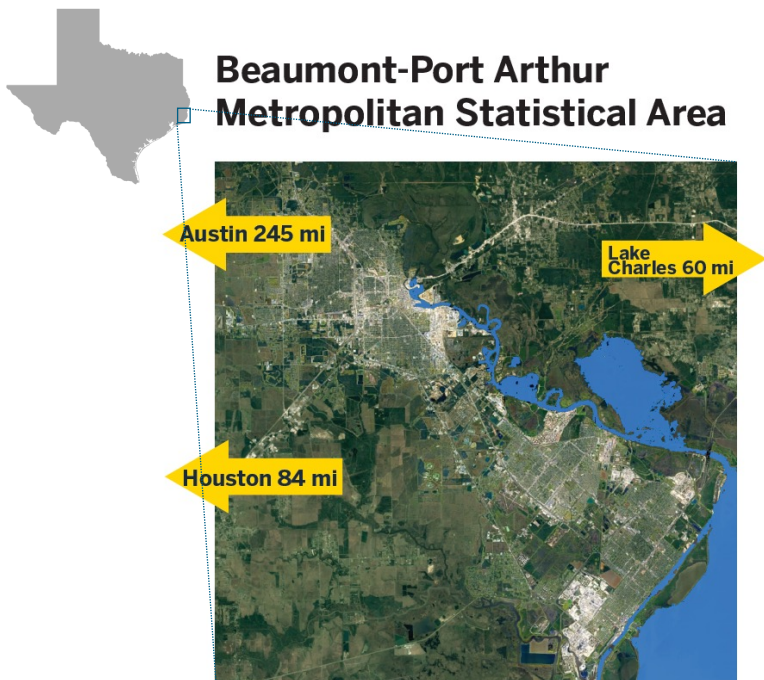 Beaumont-Port Arthur
Metropolitan Statistical Area
Austin 245 mi
Lake
Charles 60 mi
Houston 84 mi